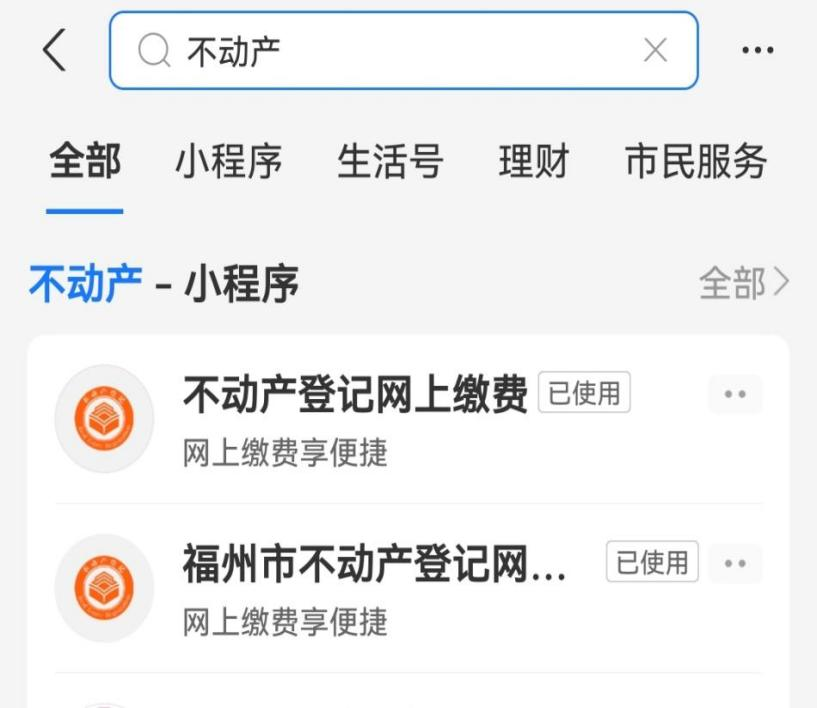 不动产
全部 小程序 生活号 理财 市民服务
不动产 - 小程序 全部
不动产登记网上缴费 已使用
网上缴费享便捷
福州市不动产登记网... 已使用
网上缴费享便捷